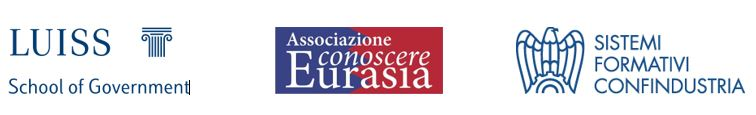 LUISS
School of Government
Associazione
conoscere
Eurasia
SISTEMI
FORMATIVI
CONFINDUSTRIA